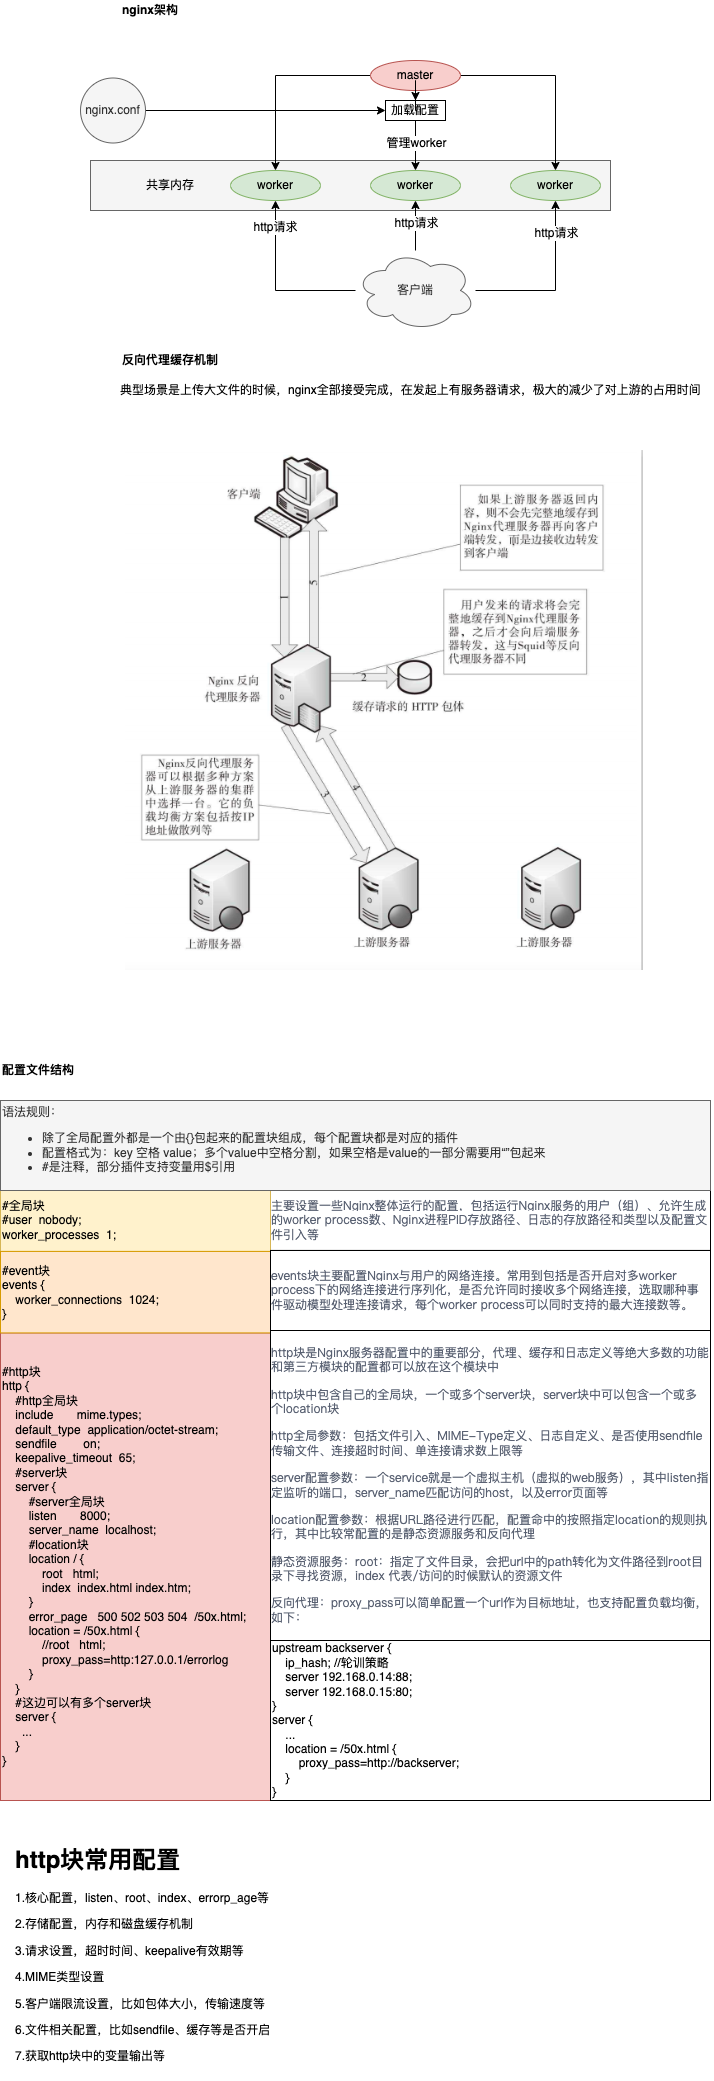 nginx架构
master
nginx.conf
加载配置
管理worker
共享内存
worker
worker
worker
http请求
http请求
http请求
客户端
反向代理缓存机制
典型场景是上传大文件的时候，nginx全部接受完成，在发起上有服务器请求，极大的减少了对上游的占用时间
客户端
如果上游服务器返回内
容，则不会先完整地缓存到
Nginx代理服务器再向客户
端转发，而是边接收边转发
到客户端
1
5
用户发来的请求将会完
整地缓存到Nginx代理服务
器，之后才会向后端服务
器转发，这与Squid等反向
代理服务器不同
Nginx 反向
代理服务器
2
缓存请求的 HTTP 包体
Nginx反向代理服务
器可以根据多种方案
从上游服务器的集群
中选择一台。它的负
载均衡方案包括按IP
地址做散列等
3
4
上游服务器
上游服务器
上游服务器
配置文件结构
语法规则：
• 除了全局配置外都是一个由{}包起来的配置块组成，每个配置块都是对应的插件
• 配置格式为：key 空格 value；多个value中空格分割，如果空格是value的一部分需要用“”包起来
• #是注释，部分插件支持变量用$引用
#全局块
#user nobody;
worker_processes 1;
主要设置一些Nginx整体运行的配置，包括运行Nginx服务的用户（组）、允许生成
的worker process数、Nginx进程PID存放路径、日志的存放路径和类型以及配置文
件引入等
#event块
events {
worker_connections 1024;
}
events块主要配置Nginx与用户的网络连接。常用到包括是否开启对多worker
process下的网络连接进行序列化，是否允许同时接收多个网络连接，选取哪种事
件驱动模型处理连接请求，每个worker process可以同时支持的最大连接数等。
#http块
http {
#http全局块
include mime.types;
default_type application/octet-stream;
sendfile on;
keepalive_timeout 65;
#server块
server {
#server全局块
listen 8000;
server_name localhost;
#location块
location / {
root html;
index index.html index.htm;
}
error_page 500 502 503 504 /50x.html;
location = /50x.html {
//root html;
proxy_pass=http:127.0.0.1/errorlog
}
}
#这边可以有多个server块
server {
...
}
}
http块是Nginx服务器配置中的重要部分，代理、缓存和日志定义等绝大多数的功能
和第三方模块的配置都可以放在这个模块中
http块中包含自己的全局块，一个或多个server块，server块中可以包含一个或多
个location块
http全局参数：包括文件引入、MIME-Type定义、日志自定义、是否使用sendfile
传输文件、连接超时时间、单连接请求数上限等
server配置参数：一个service就是一个虚拟主机（虚拟的web服务），其中listen指
定监听的端口，server_name匹配访问的host，以及error页面等
location配置参数：根据URL路径进行匹配，配置命中的按照指定location的规则执
行，其中比较常配置的是静态资源服务和反向代理
静态资源服务：root：指定了文件目录，会把url中的path转化为文件路径到root目
录下寻找资源，index 代表/访问的时候默认的资源文件
反向代理：proxy_pass可以简单配置一个url作为目标地址，也支持配置负载均衡，
如下：
upstream backserver {
ip_hash; //轮训策略
server 192.168.0.14:88;
server 192.168.0.15:80;
}
server {
...
location = /50x.html {
proxy_pass=http://backserver;
}
}
http块常用配置
1.核心配置，listen、root、index、errorp_age等
2.存储配置，内存和磁盘缓存机制
3.请求设置，超时时间、keepalive有效期等
4.MIME类型设置
5.客户端限流设置，比如包体大小，传输速度等
6.文件相关配置，比如sendfile、缓存等是否开启
7.获取http块中的变量输出等